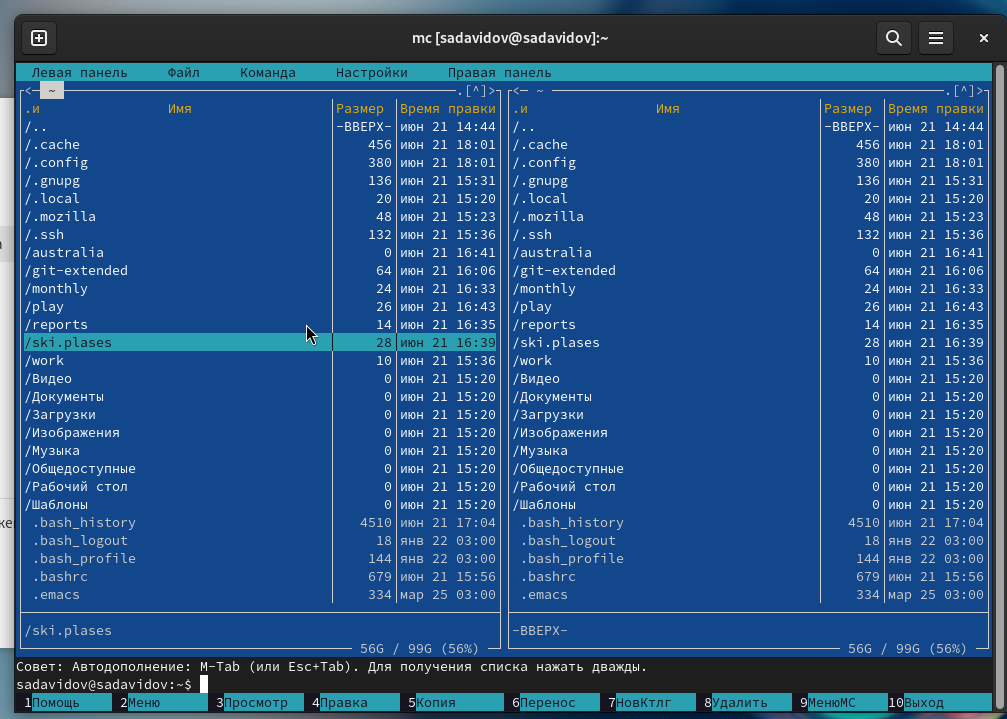 mc [sadavidov@sadavidov]:~
Левая панель Файл Команда Настройки Правая панель
<— ~ .[^]> <— ~ .[^]>
.и Имя Размер Время правки .и Имя Размер Время правки
/.. -ВВЕРХ- июн 21 14:44 /.. -ВВЕРХ- июн 21 14:44
/.cache 456 июн 21 18:01 /.cache 456 июн 21 18:01
/.config 380 июн 21 18:01 /.config 380 июн 21 18:01
/.gnupg 136 июн 21 15:31 /.gnupg 136 июн 21 15:31
/.local 20 июн 21 15:20 /.local 20 июн 21 15:20
/.mozilla 48 июн 21 15:23 /.mozilla 48 июн 21 15:23
/.ssh 132 июн 21 15:36 /.ssh 132 июн 21 15:36
/australia 0 июн 21 16:41 /australia 0 июн 21 16:41
/git-extended 64 июн 21 16:06 /git-extended 64 июн 21 16:06
/monthly 24 июн 21 16:33 /monthly 24 июн 21 16:33
/play 26 июн 21 16:43 /play 26 июн 21 16:43
/reports 14 июн 21 16:35 /reports 14 июн 21 16:35
/ski.plases 28 июн 21 16:39 /ski.plases 28 июн 21 16:39
/work 10 июн 21 15:36 /work 10 июн 21 15:36
/Видео 0 июн 21 15:20 /Видео 0 июн 21 15:20
/Документы 0 июн 21 15:20 /Документы 0 июн 21 15:20
/Загрузки 0 июн 21 15:20 /Загрузки 0 июн 21 15:20
/Изображения 0 июн 21 15:20 /Изображения 0 июн 21 15:20
/Музыка 0 июн 21 15:20 /Музыка 0 июн 21 15:20
/Общедоступные 0 июн 21 15:20 /Общедоступные 0 июн 21 15:20
/Рабочий стол 0 июн 21 15:20 /Рабочий стол 0 июн 21 15:20
/Шаблоны 0 июн 21 15:20 /Шаблоны 0 июн 21 15:20
.bash_history 4510 июн 21 17:04 .bash_history 4510 июн 21 17:04
.bash_logout 18 янв 22 03:00 .bash_logout 18 янв 22 03:00
.bash_profile 144 янв 22 03:00 .bash_profile 144 янв 22 03:00
.bashrc 679 июн 21 15:56 .bashrc 679 июн 21 15:56
.emacs 334 мар 25 03:00 .emacs 334 мар 25 03:00
/ski.plases -ВВЕРХ-
56G / 99G (56%) 56G / 99G (56%)
Совет: Автодополнение: M-Tab (или Esc+Tab). Для получения списка нажать дважды.
sadavidov@sadavidov:~$
1Помощь 2Меню 3Просмотр 4Правка 5Копия 6Перенос 7НовКтлг 8Удалить 9МенюMC 10Выход